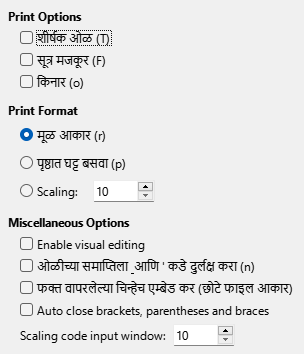 Print Options
शीर्षक ओळ (T)
सूत्र मजकूर (F)
किनार (o)
Print Format
मूळ आकार (r)
पृष्ठात घट्ट बसवा (p)
Scaling: 10
Miscellaneous Options
Enable visual editing
ओळीच्या समाप्तिला _आणि ' कडे दुर्लक्ष करा (n)
फक्त वापरलेल्या चिन्हेच एम्बेड कर (छोटे फाइल आकार)
Auto close brackets, parentheses and braces
Scaling code input window: 10